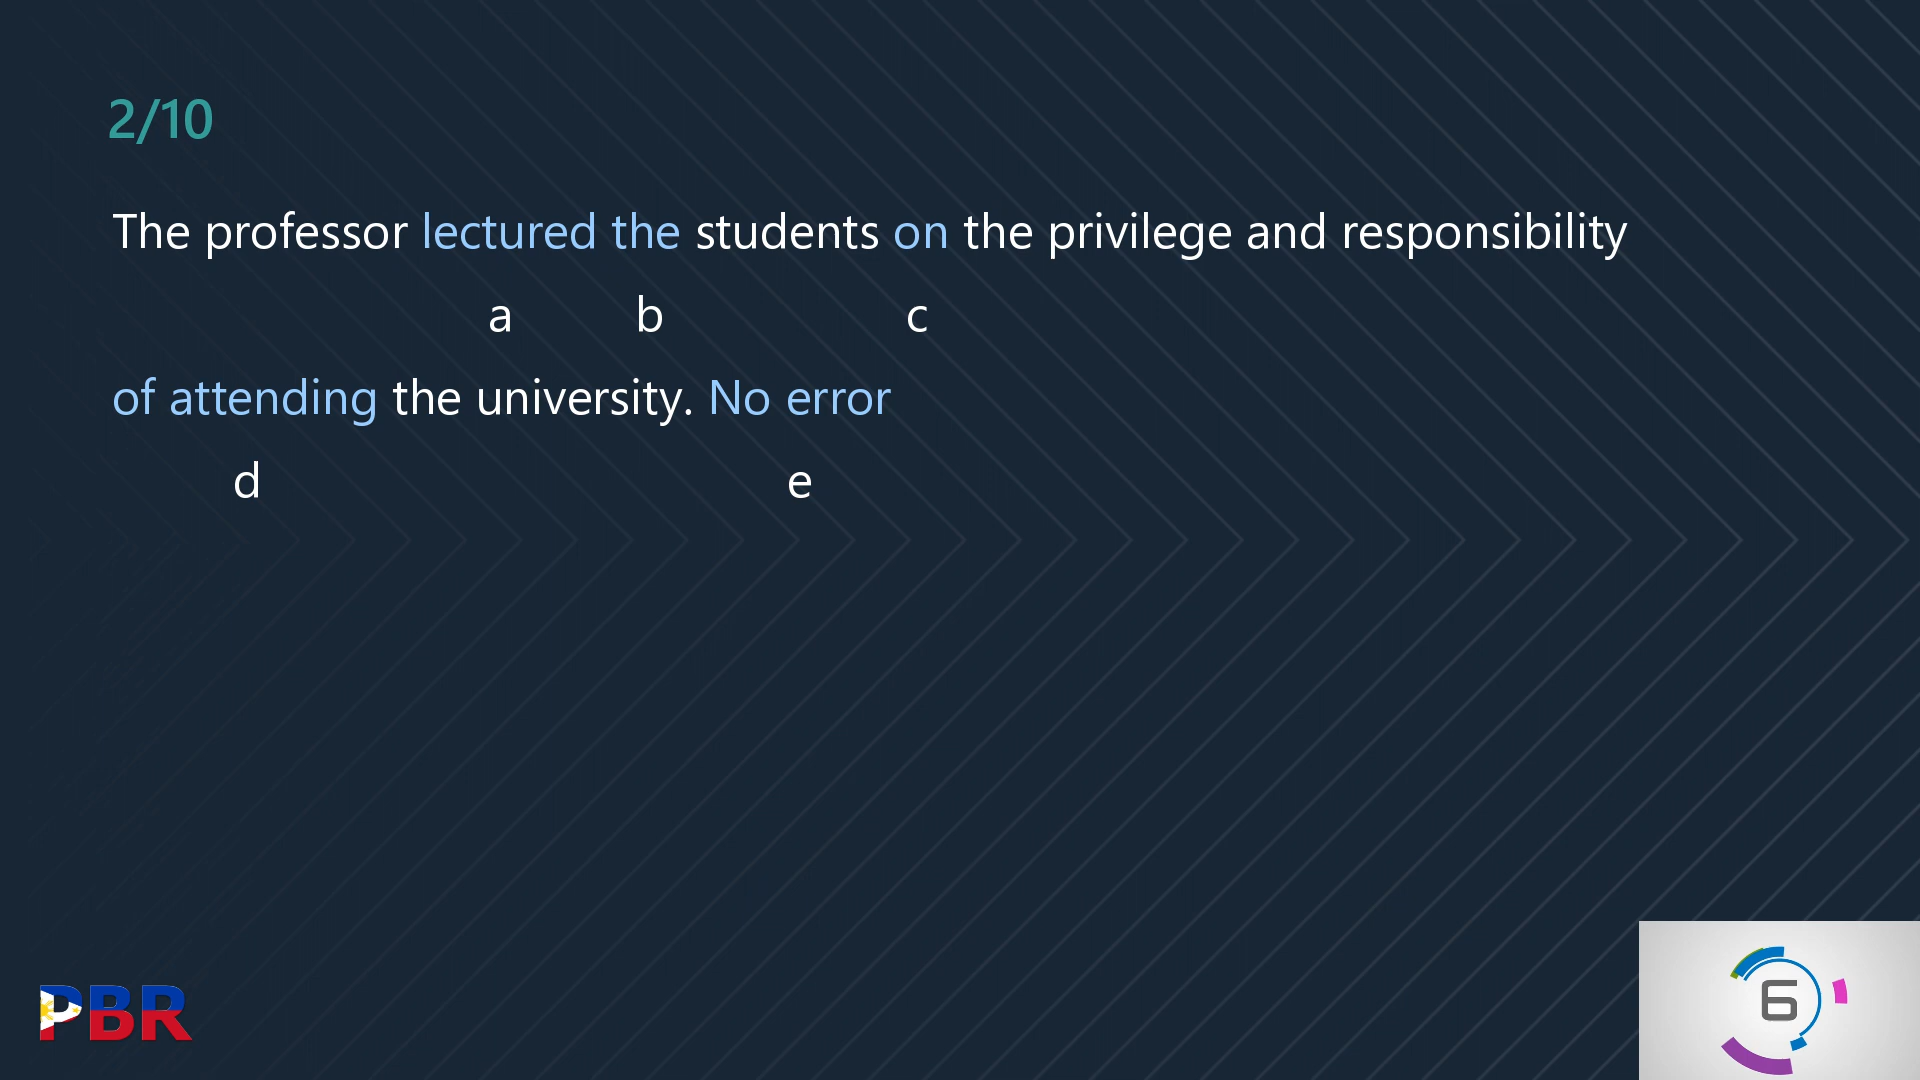 2/10
The professor lectured the students on the privilege and responsibility
a b c
of attending the university. No error
d e
PBR
6